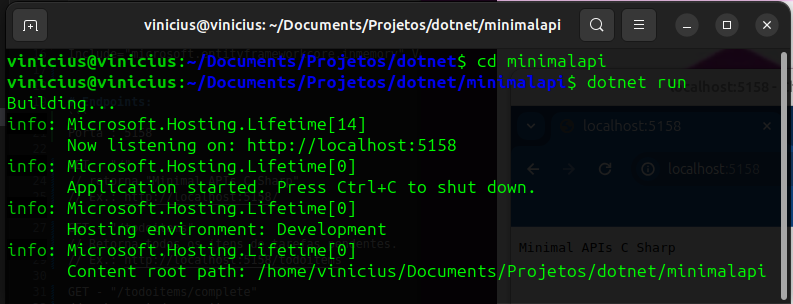 vinicius@vinicius: ~/Documents/Projetos/dotnet/minimalapi
vinicius@vinicius:~/Documents/Projetos/dotnet$ cd minimalapi
vinicius@vinicius:~/Documents/Projetos/dotnet/minimalapi$ dotnet run
Building...
info: Microsoft.Hosting.Lifetime[14]
Now listening on: http://localhost:5158
info: Microsoft.Hosting.Lifetime[0]
Application started. Press Ctrl+C to shut down.
info: Microsoft.Hosting.Lifetime[0]
Hosting environment: Development
info: Microsoft.Hosting.Lifetime[0]
Content root path: /home/vinicius/Documents/Projetos/dotnet/minimalapi
localhost:5158
localhost:5158
localhost:5158
Minimal APIs C Sharp
GET - "/todoitems/complete"